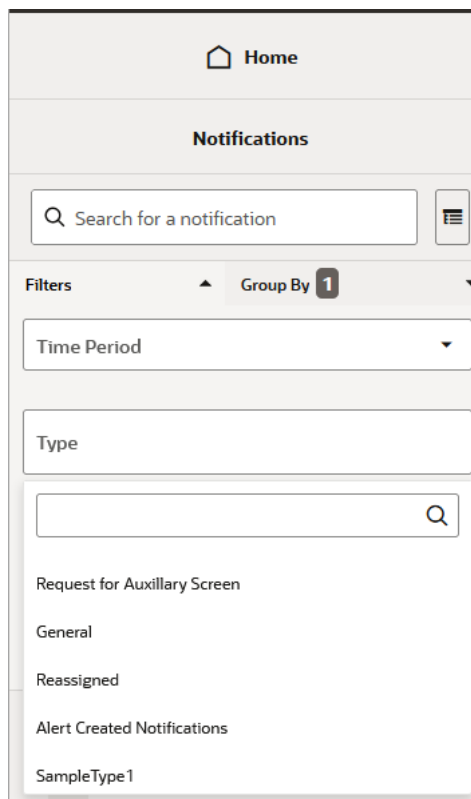 Home
Notifications
Search for a notification
Filters Group By 1
Time Period
Type
Request for Auxillary Screen
General
Reassigned
Alert Created Notifications
SampleType1